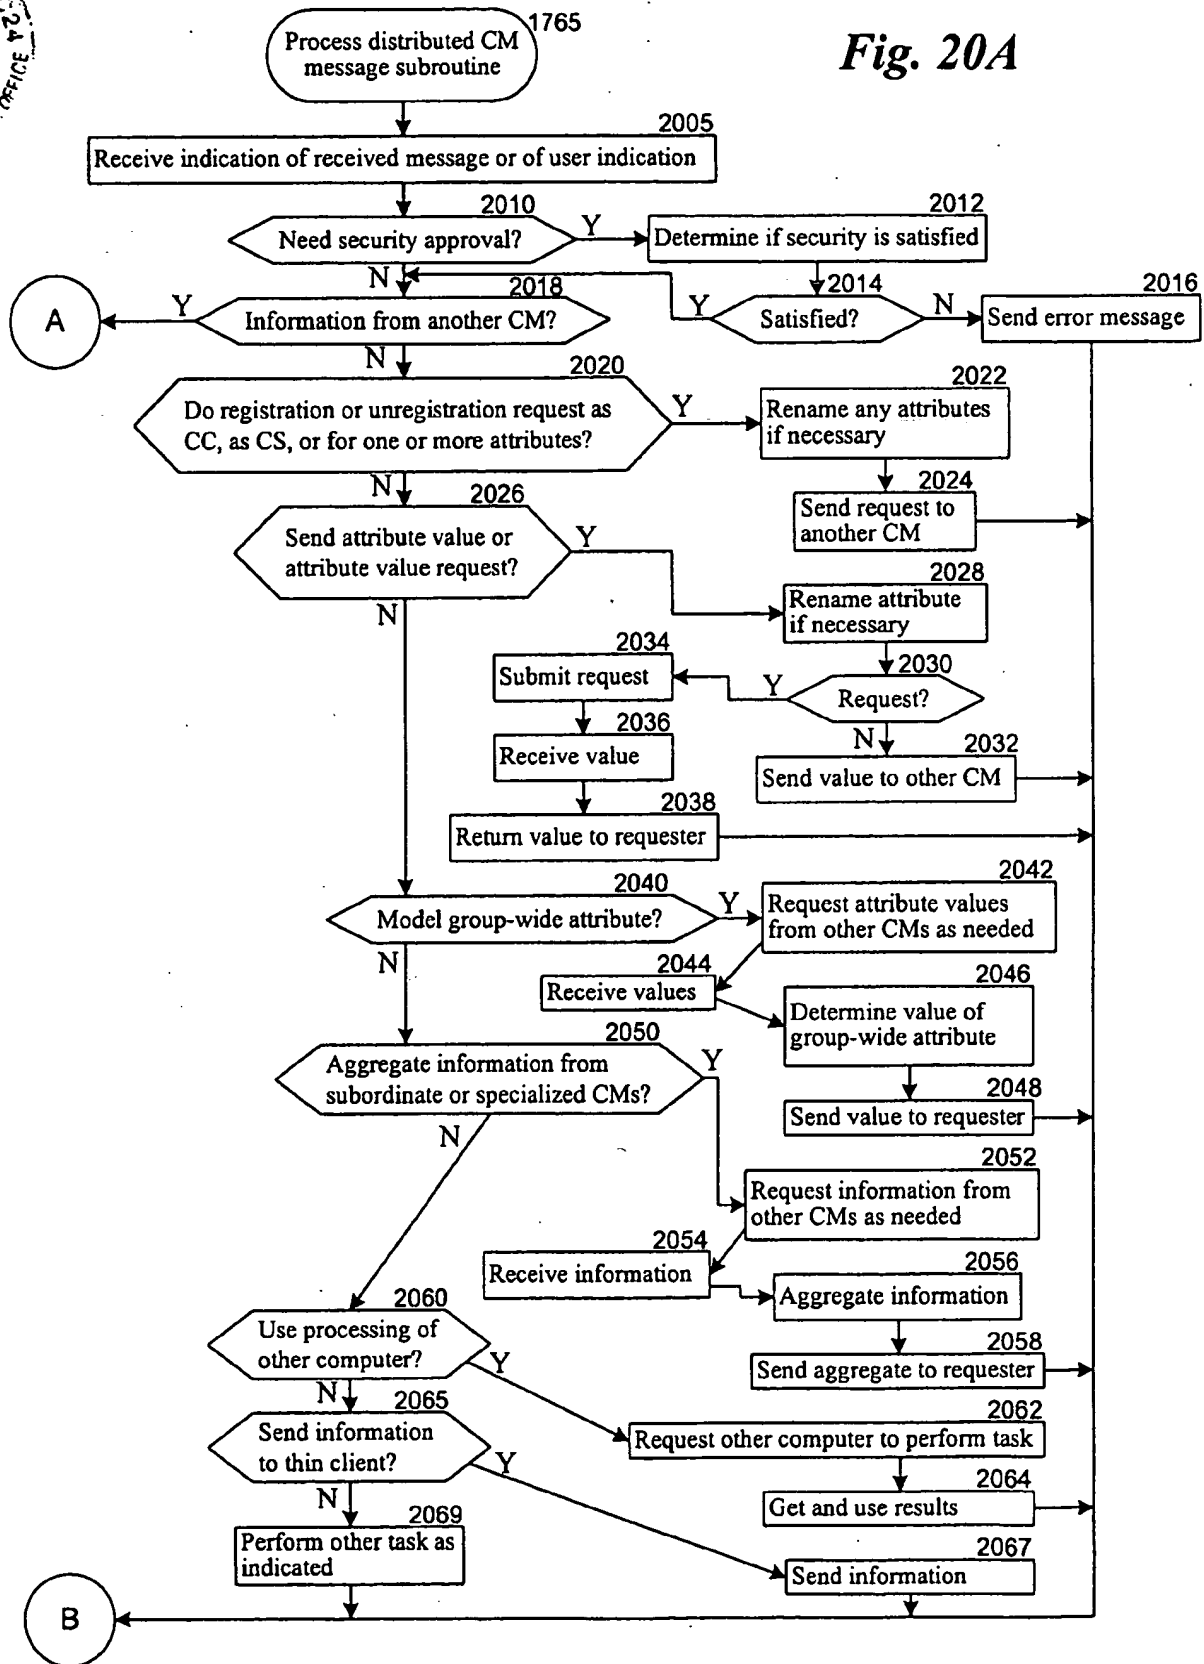 24
OFFICE
Fig. 20A
1765
Process distributed CM
message subroutine
2005
Receive indication of received message or of user indication
2010
Need security approval?
Y
N
2012
Determine if security is satisfied
2014
Satisfied?
Y
N
2016
Send error message
2018
Information from another CM?
Y
A
N
2020
Do registration or unregistration request as
CC, as CS, or for one or more attributes?
Y
N
2022
Rename any attributes
if necessary
2024
Send request to
another CM
2026
Send attribute value or
attribute value request?
Y
N
2028
Rename attribute
if necessary
2030
Request?
Y
N
2034
Submit request
2036
Receive value
2032
Send value to other CM
2038
Return value to requester
2040
Model group-wide attribute?
Y
N
2042
Request attribute values
from other CMs as needed
2044
Receive values
2046
Determine value of
group-wide attribute
2048
Send value to requester
2050
Aggregate information from
subordinate or specialized CMs?
Y
N
2052
Request information from
other CMs as needed
2054
Receive information
2056
Aggregate information
2058
Send aggregate to requester
2060
Use processing of
other computer?
Y
N
2062
Request other computer to perform task
2064
Get and use results
2065
Send information
to thin client?
Y
N
2067
Send information
2069
Perform other task as
indicated
B